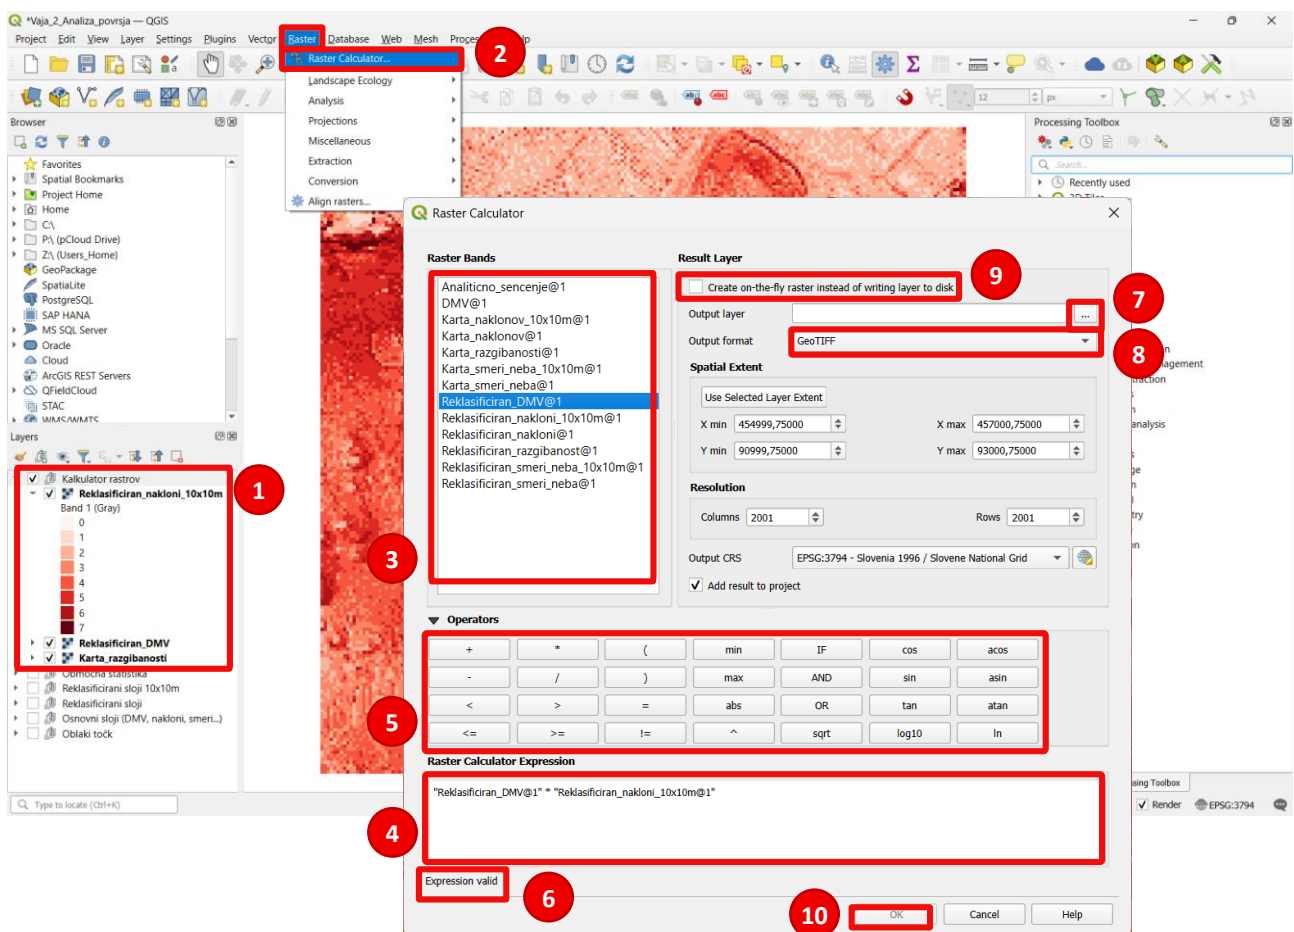 *Vaja_2_Analiza_povrsja — QGIS
Project Edit View Layer Settings Plugins Vector Raster Database Web Mesh
2
Raster Calculator...
Landscape Ecology
Analysis
Projections
Miscellaneous
Extraction
Conversion
Align rasters...
abc
abc
12
px
Browser
Favorites
Spatial Bookmarks
Project Home
Home
C:\
P:\ (pCloud Drive)
Z:\ (Users_Home)
GeoPackage
SpatiaLite
PostgreSQL
SAP HANA
MS SQL Server
Oracle
Cloud
ArcGIS REST Servers
QFieldCloud
STAC
WMS/WMTS
Layers
Kalkulator rastrov
Reklasificiran_nakloni_10x10m
Band 1 (Gray)
0
1
2
3
4
5
6
7
Reklasificiran_DMV
Karta_razgibanosti
Območna statistika
Reklasificirani sloji 10x10m
Reklasificirani sloji
Osnovni sloji (DMV, nakloni, smeri...)
Oblaki točk
1
Type to locate (Ctrl+K)
Processing Toolbox
Search...
Recently used
Raster Calculator
Raster Bands
Analiticno_sencenje@1
DMV@1
Karta_naklonov_10x10m@1
Karta_naklonov@1
Karta_razgibanosti@1
Karta_smeri_neba_10x10m@1
Karta_smeri_neba@1
Reklasificiran_DMV@1
Reklasificiran_nakloni_10x10m@1
Reklasificiran_nakloni@1
Reklasificiran_razgibanost@1
Reklasificiran_smeri_neba_10x10m@1
Reklasificiran_smeri_neba@1
3
Result Layer
9
Create on-the-fly raster instead of writing layer to disk
7
Output layer ...
Output format GeoTIFF
8
Spatial Extent
Use Selected Layer Extent
X min 454999,75000 X max 457000,75000
Y min 90999,75000 Y max 93000,75000
Resolution
Columns 2001 Rows 2001
Output CRS EPSG:3794 - Slovenia 1996 / Slovene National Grid
Add result to project
Operators
+ * ( min IF cos acos
- / ) max AND sin asin
< > = abs OR tan atan
<= >= != ^ sqrt log10 ln
5
Raster Calculator Expression
"Reklasificiran_DMV@1" * "Reklasificiran_nakloni_10x10m@1"
4
Expression valid
6
10
OK Cancel Help
Toolbox
Render EPSG:3794